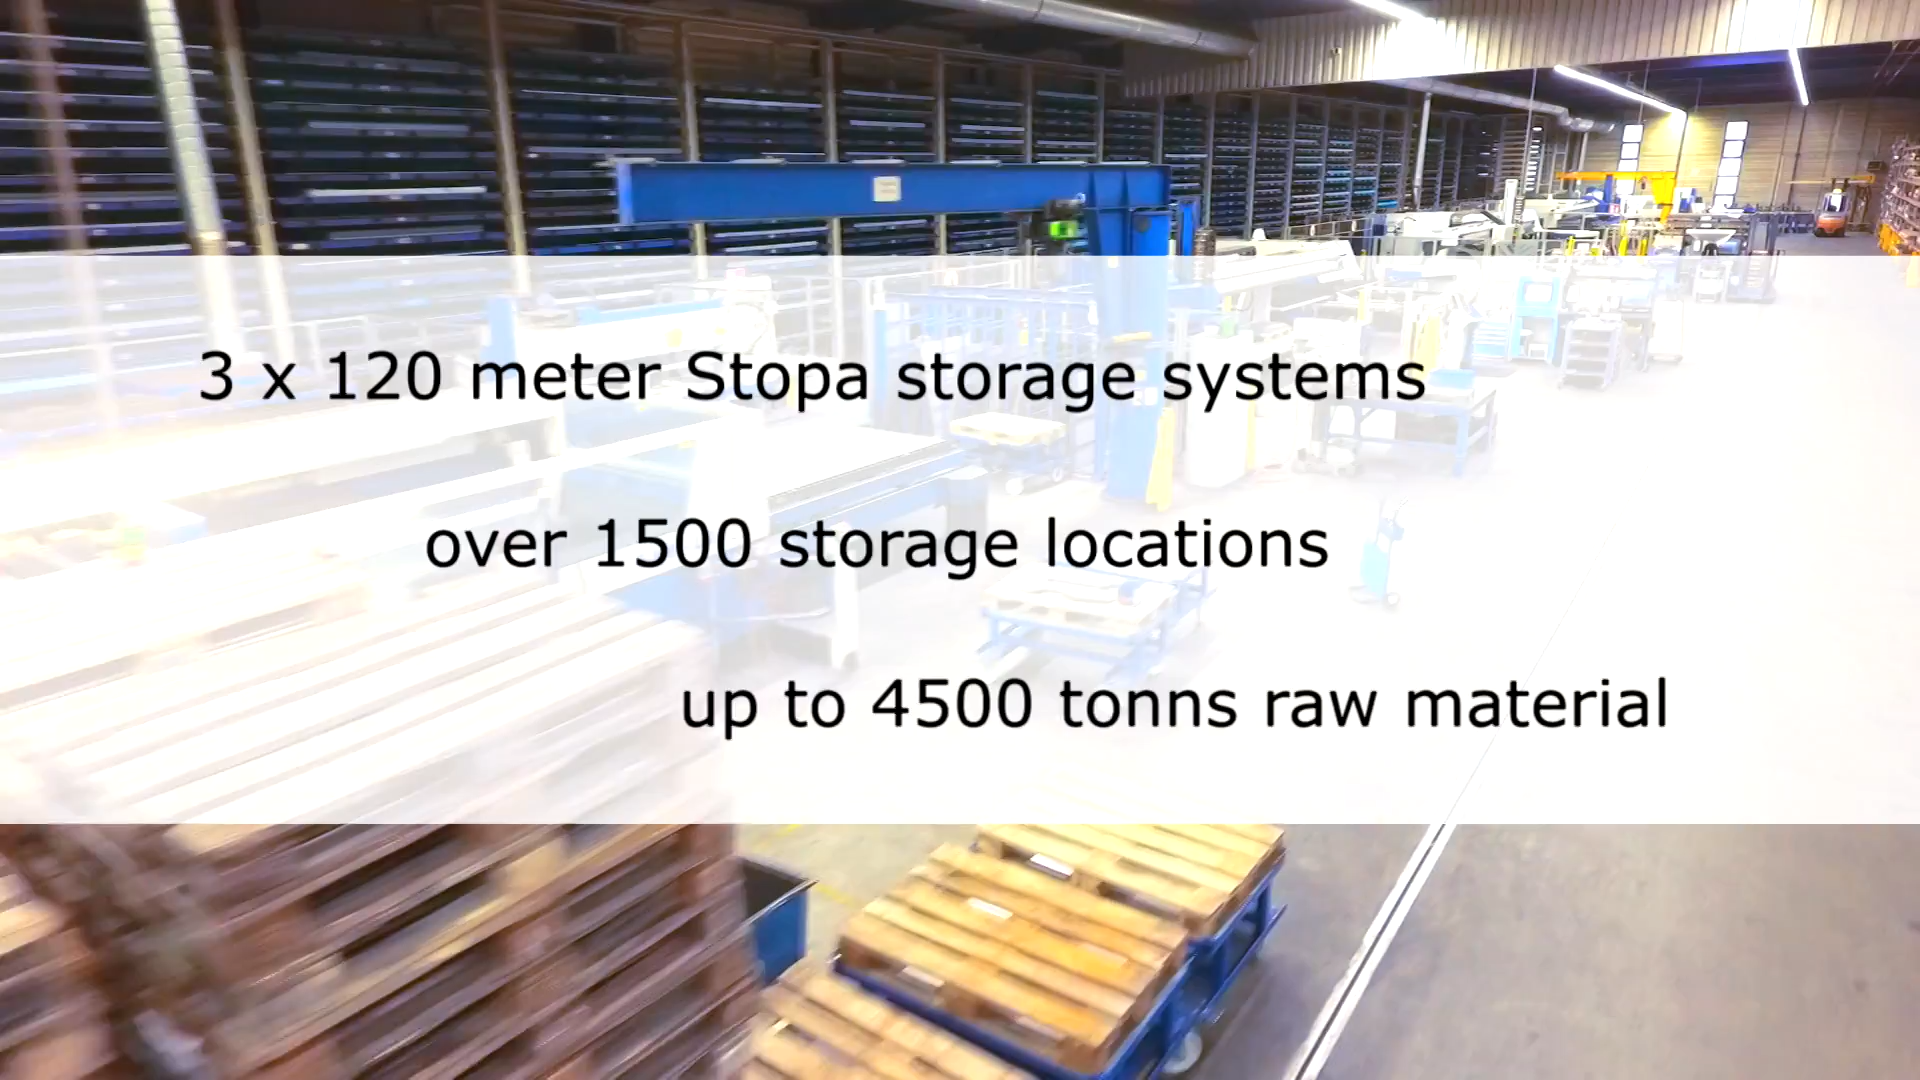 3 x 120 meter Stopa storage systems
over 1500 storage locations
up to 4500 tonns raw material